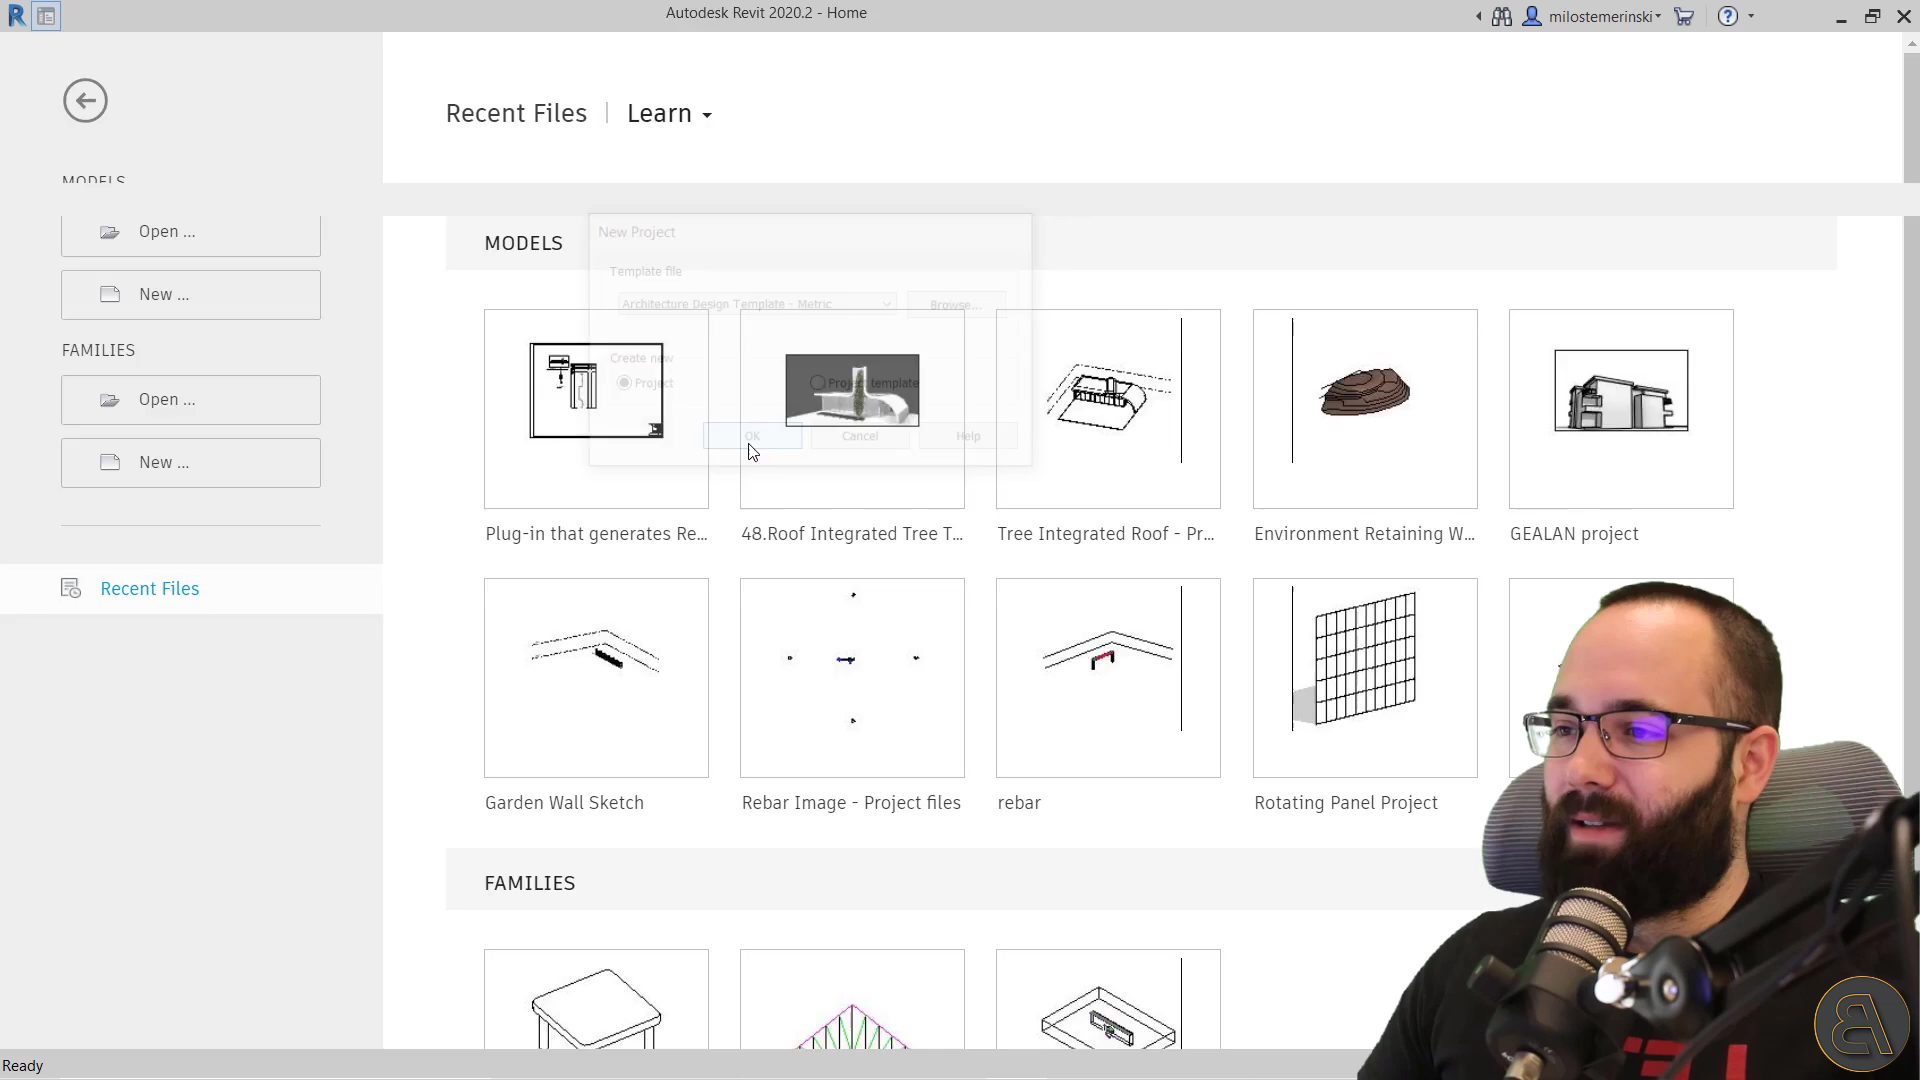 Autodesk Revit 2020.2 - Home
milostemerinski
Recent Files
Learn
MODELS
Open ...
New ...
FAMILIES
Open ...
New ...
Recent Files
MODELS
New Project
Template file
Architecture Design Template - Metric
Browse...
Create new
Project
Project template
OK
Cancel
Help
Plug-in that generates Re...
48.Roof Integrated Tree T...
Tree Integrated Roof - Pr...
Environment Retaining W...
GEALAN project
Garden Wall Sketch
Rebar Image - Project files
rebar
Rotating Panel Project
FAMILIES
Ready